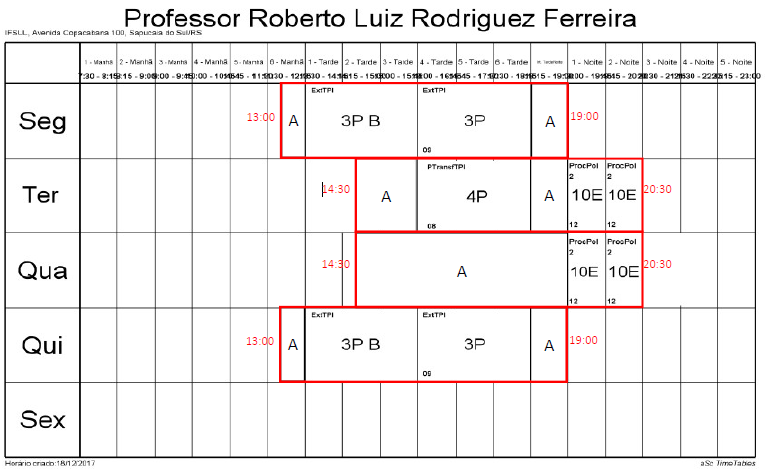 Professor Roberto Luiz Rodriguez Ferreira
IFSUL, Avenida Copacabana 100, Sapucaia do Sul/RS
1 - Manhã 2 - Manhã 3 - Manhã 4 - Manhã 5 - Manhã 6 - Manhã 1 - Tarde 2 - Tarde 3 - Tarde 4 - Tarde 5 - Tarde 6 - Tarde 1 - Noite 2 - Noite 3 - Noite 4 - Noite 5 - Noite
Seg
13:00
A
ExtTPI
3P B
ExtTPI
3P
09
A
19:00
Ter
14:30
A
PTransfTPI
4P
08
A
ProcPol
2
10E
12
ProcPol
2
10E
12
20:30
Qua
14:30
A
ProcPol
2
10E
12
ProcPol
2
10E
12
20:30
Qui
13:00
A
ExtTPI
3P B
ExtTPI
3P
09
A
19:00
Sex
Horário criado:18/12/2017
aSc TimeTables